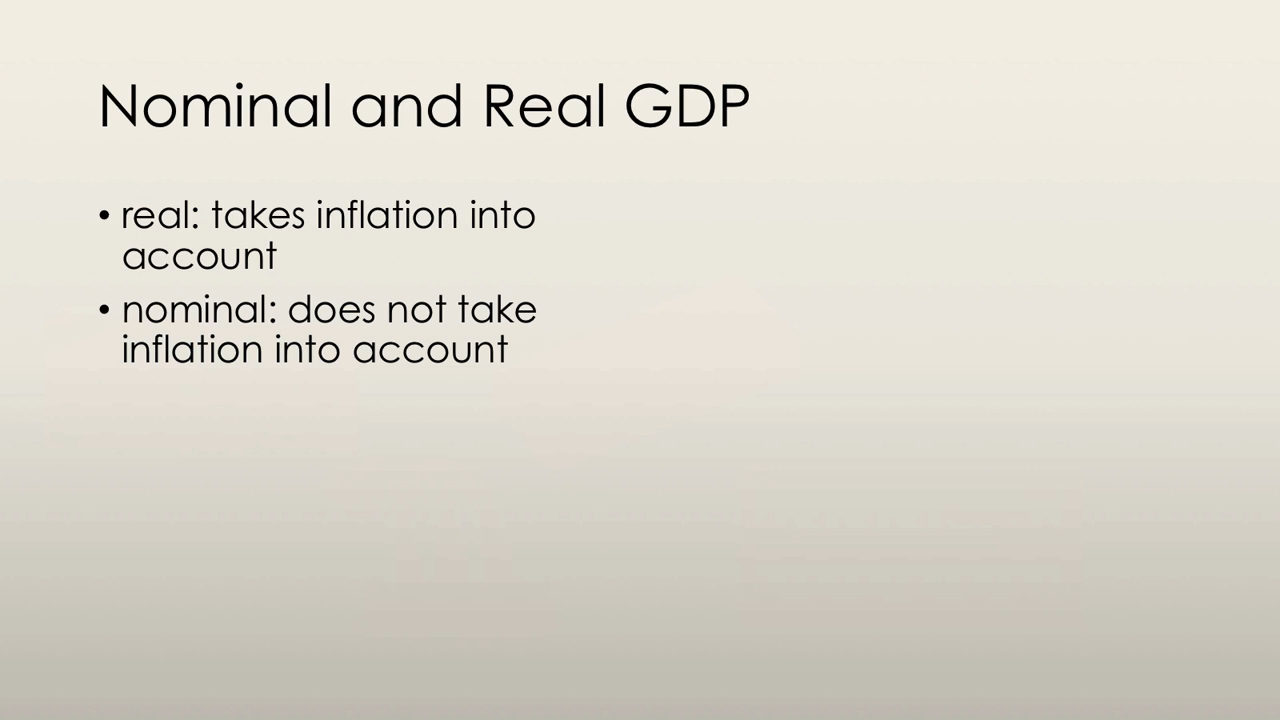 Nominal and Real GDP
• real: takes inflation into
account
• nominal: does not take
inflation into account